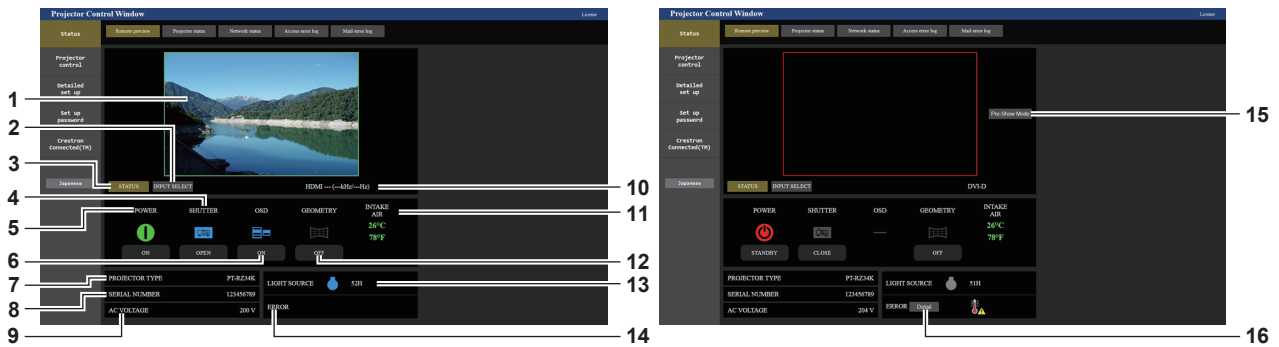 Projector Control Window
License
Status
Remote preview
Projector status
Network status
Access error log
Mail error log
Projector
control
Detailed
set up
Set up
password
Crestron
Connected(TM)
Japanese
STATUS
INPUT SELECT
HDMI --- (---kHz/---Hz)
POWER
SHUTTER
OSD
GEOMETRY
INTAKE
AIR
26°C
78°F
ON
OPEN
ON
OFF
PROJECTOR TYPE
PT-RZ34K
SERIAL NUMBER
123456789
AC VOLTAGE
200 V
LIGHT SOURCE
52H
ERROR
1
2
3
4
5
6
7
8
9
10
11
12
13
14
Projector Control Window
License
Status
Remote preview
Projector status
Network status
Access error log
Mail error log
Projector
control
Detailed
set up
Set up
password
Crestron
Connected(TM)
Japanese
Pre-Show Mode
STATUS
INPUT SELECT
DVI-D
POWER
SHUTTER
OSD
GEOMETRY
INTAKE
AIR
26°C
78°F
STANDBY
CLOSE
OFF
PROJECTOR TYPE
PT-RZ34K
SERIAL NUMBER
123456789
AC VOLTAGE
204 V
LIGHT SOURCE
51H
ERROR
Detail
15
16